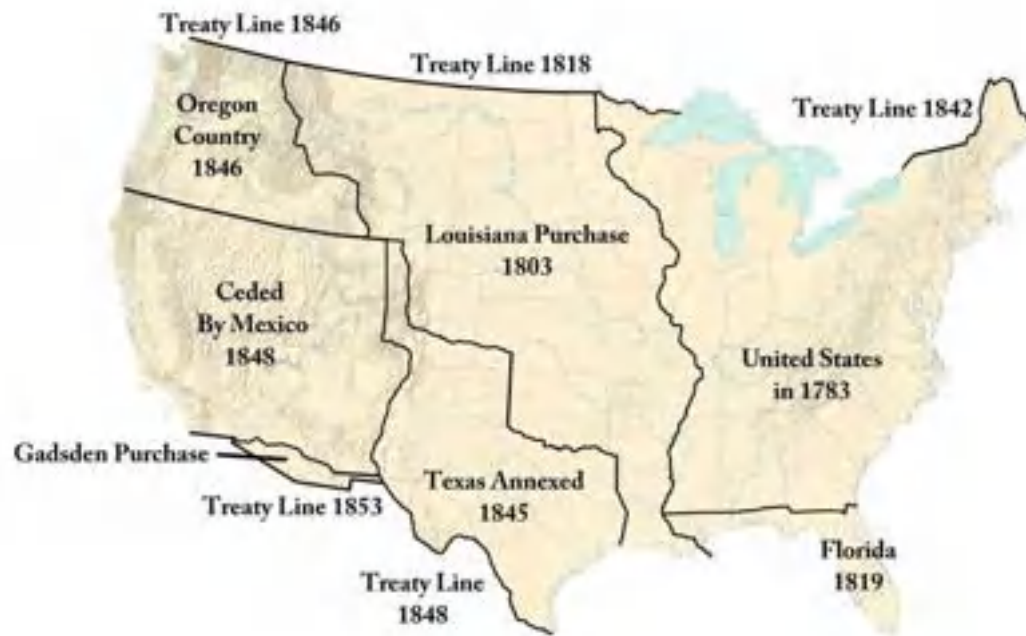 Treaty Line 1846
Treaty Line 1818
Treaty Line 1842
Oregon
Country
1846
Louisiana Purchase
1803
Ceded
By Mexico
1848
United States
in 1783
Gadsden Purchase
Treaty Line 1853
Texas Annexed
1845
Florida
1819
Treaty Line
1848